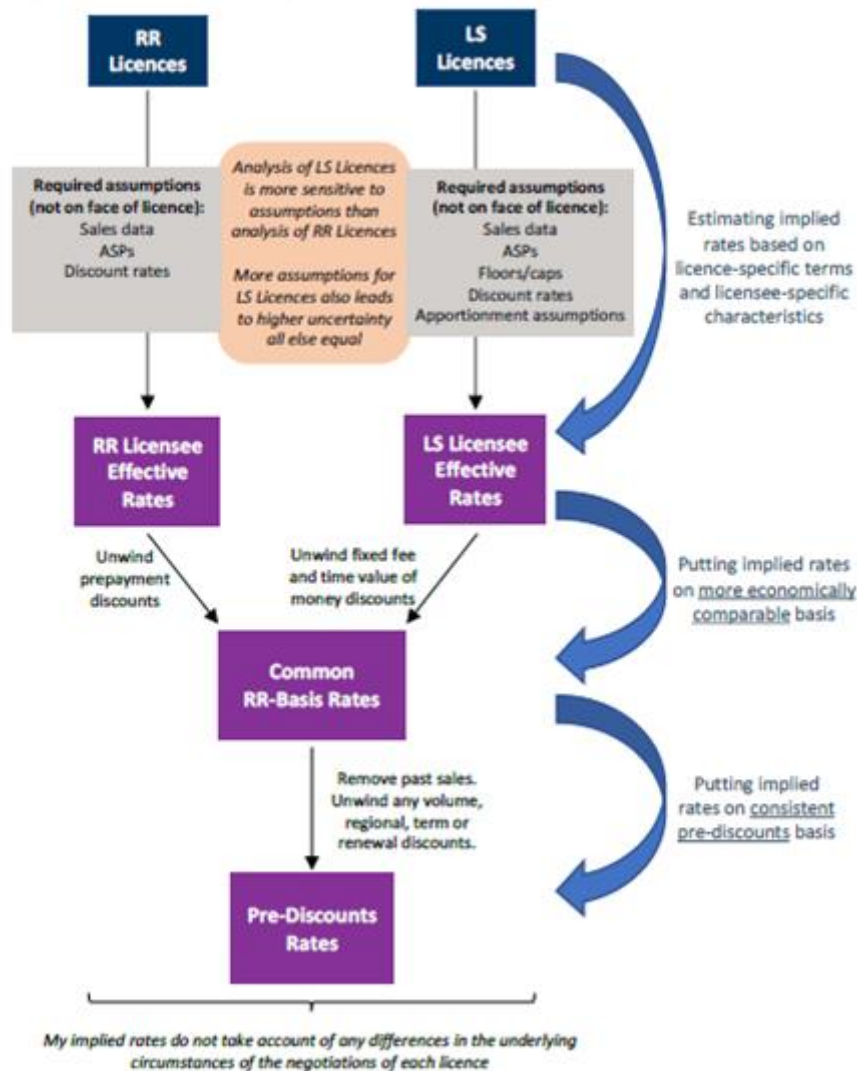 RR
Licences
LS
Licences
Required assumptions
(not on face of licence):
Sales data
ASPs
Discount rates
Analysis of LS Licences
is more sensitive to
assumptions than
analysis of RR Licences
More assumptions for
LS Licences also leads
to higher uncertainty
all else equal
Required assumptions
(not on face of licence):
Sales data
ASPs
Floors/caps
Discount rates
Apportionment assumptions
Estimating implied
rates based on
licence-specific terms
and licensee-specific
characteristics
RR Licensee
Effective
Rates
LS Licensee
Effective
Rates
Unwind
prepayment
discounts
Unwind fixed fee
and time value of
money discounts
Putting implied rates
on more economically
comparable basis
Common
RR-Basis Rates
Remove past sales.
Unwind any volume,
regional, term or
renewal discounts.
Putting implied
rates on consistent
pre-discounts basis
Pre-Discounts
Rates
My implied rates do not take account of any differences in the underlying
circumstances of the negotiations of each licence